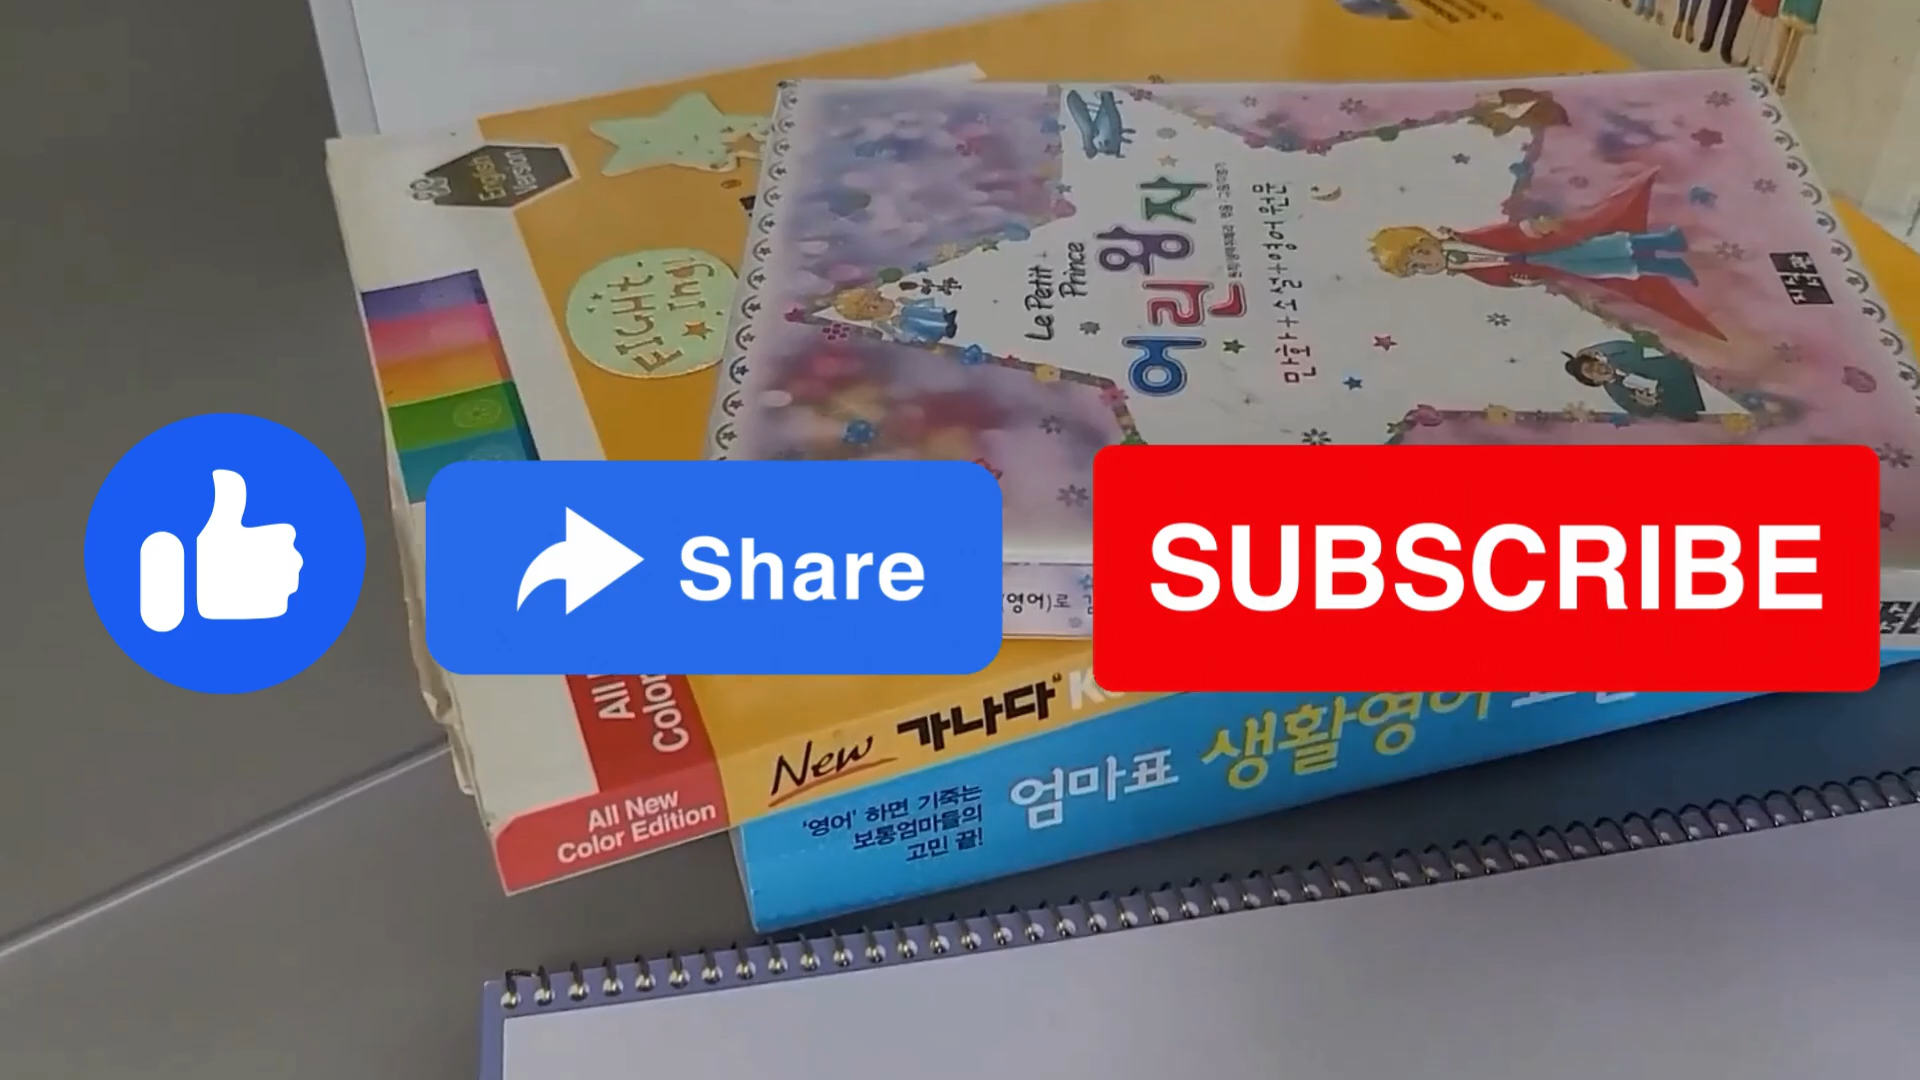 English
Version
FIGHt-
Ing!
Le Petit
Prince
어린
왕자
만화+소설+영어원문
Share
SUBSCRIBE
(영어)로
All
Color
New 가나다 K
All New
Color Edition
'영어' 하면 기죽는
보통엄마들의
고민 끝!
엄마표 생활영어